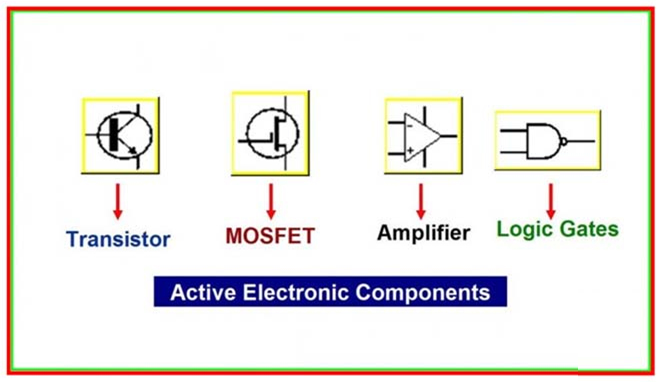 Transistor
MOSFET
Amplifier
Logic Gates
Active Electronic Components